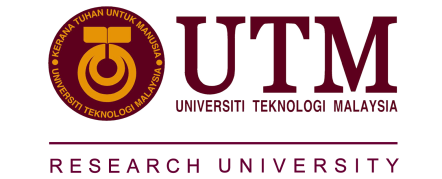 KERANA TUHAN UNTUK MANUSIA
UNIVERSITI TEKNOLOGI MALAYSIA
UTM
UNIVERSITI TEKNOLOGI MALAYSIA
RESEARCH UNIVERSITY